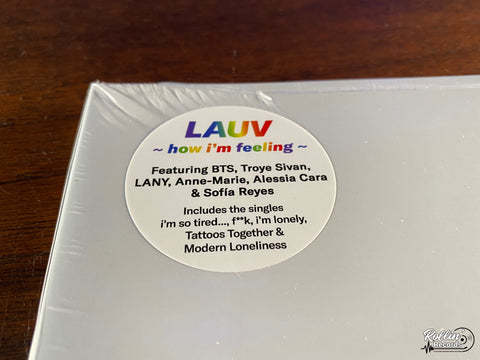 LAUV
~ how i'm feeling ~
Featuring BTS, Troye Sivan,
LANY, Anne-Marie, Alessia Cara
& Sofía Reyes
Includes the singles
i'm so tired..., f**k, i'm lonely,
Tattoos Together &
Modern Loneliness
Rollin'
Records